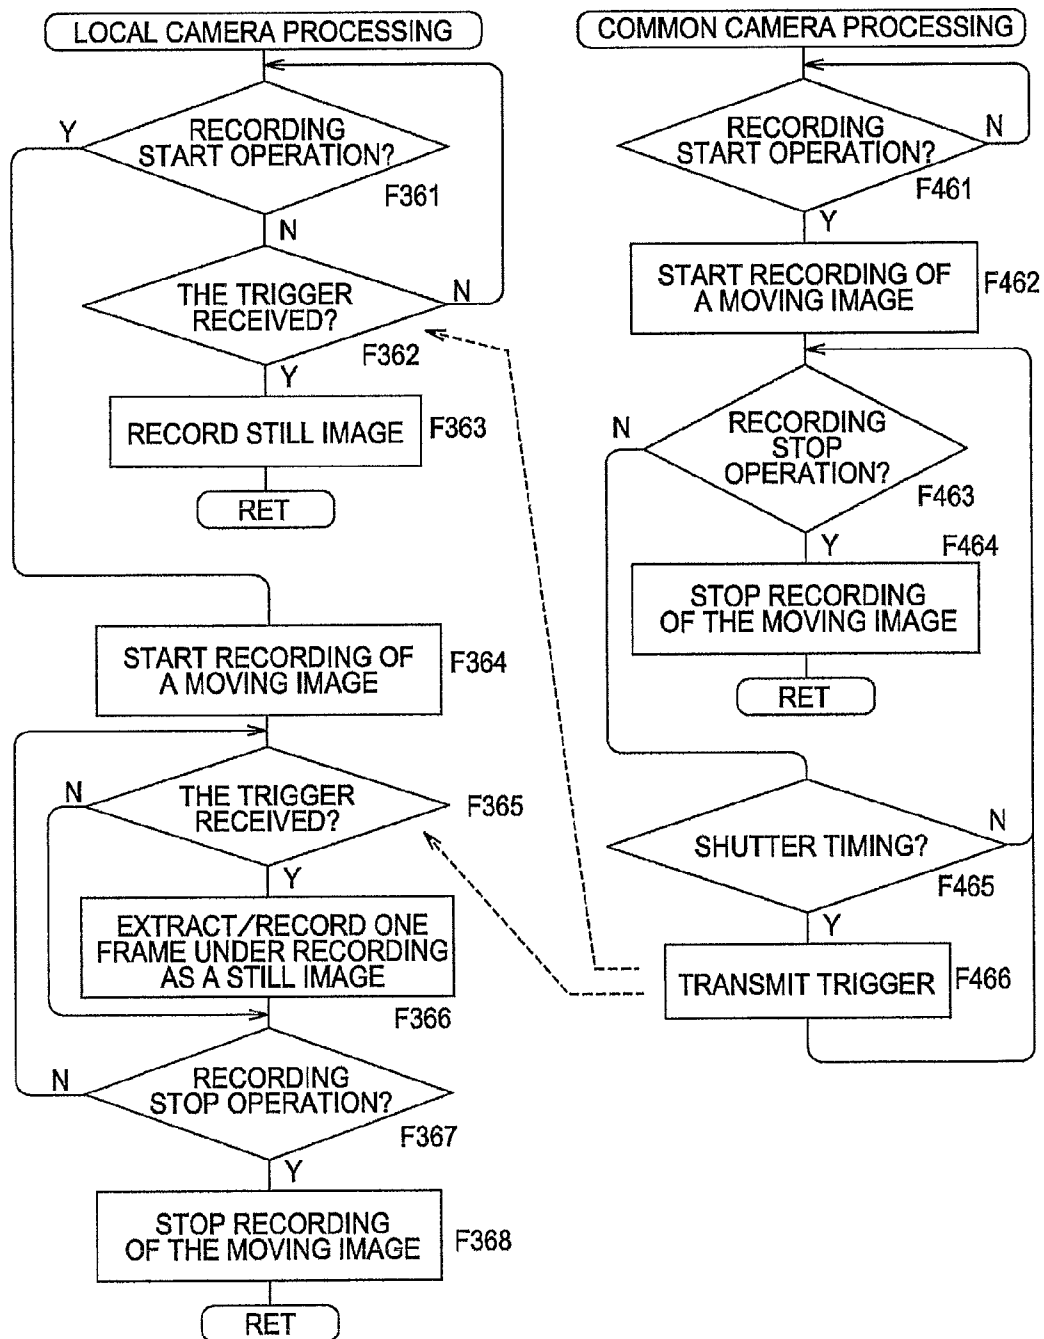 LOCAL CAMERA PROCESSING
RECORDING
START OPERATION?
Y
F361
N
THE TRIGGER
RECEIVED?
N
F362
Y
RECORD STILL IMAGE
F363
RET
START RECORDING OF
A MOVING IMAGE
F364
THE TRIGGER
RECEIVED?
N
F365
Y
EXTRACT/RECORD ONE
FRAME UNDER RECORDING
AS A STILL IMAGE
F366
RECORDING
STOP OPERATION?
N
F367
Y
STOP RECORDING
OF THE MOVING IMAGE
F368
RET
COMMON CAMERA PROCESSING
RECORDING
START OPERATION?
N
F461
Y
START RECORDING OF
A MOVING IMAGE
F462
RECORDING
STOP
OPERATION?
N
F463
Y
F464
STOP RECORDING
OF THE MOVING IMAGE
RET
SHUTTER TIMING?
N
F465
Y
TRANSMIT TRIGGER
F466